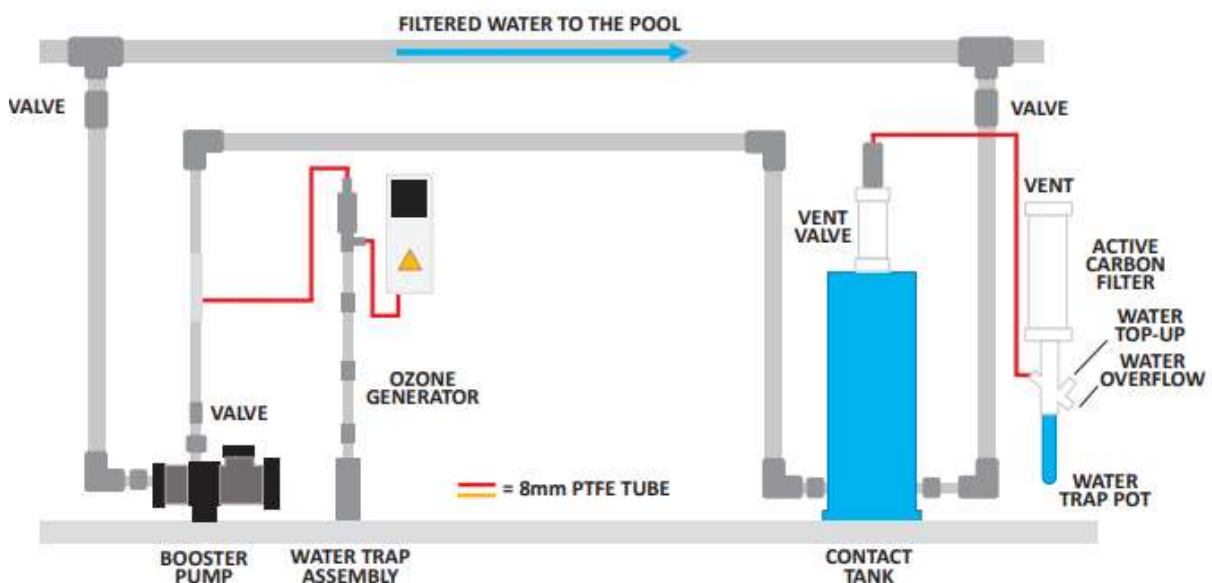 FILTERED WATER TO THE POOL
VALVE
VALVE
VENT
VENT
VALVE
ACTIVE
CARBON
FILTER
WATER
TOP-UP
WATER
OVERFLOW
OZONE
GENERATOR
VALVE
= 8mm PTFE TUBE
WATER
TRAP POT
BOOSTER
PUMP
WATER TRAP
ASSEMBLY
CONTACT
TANK